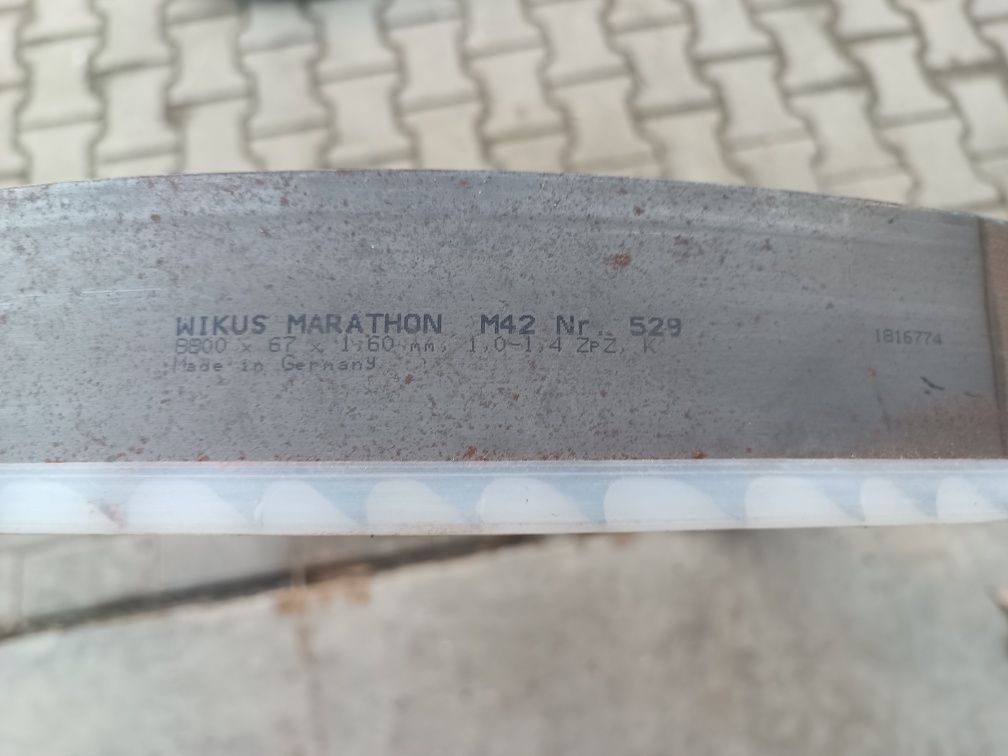 WIKUS MARATHON M42 Nr. 529
8800 x 67 x 1,60 mm, 1,0-1,4 ZpZ, K
Made in Germany
1816774